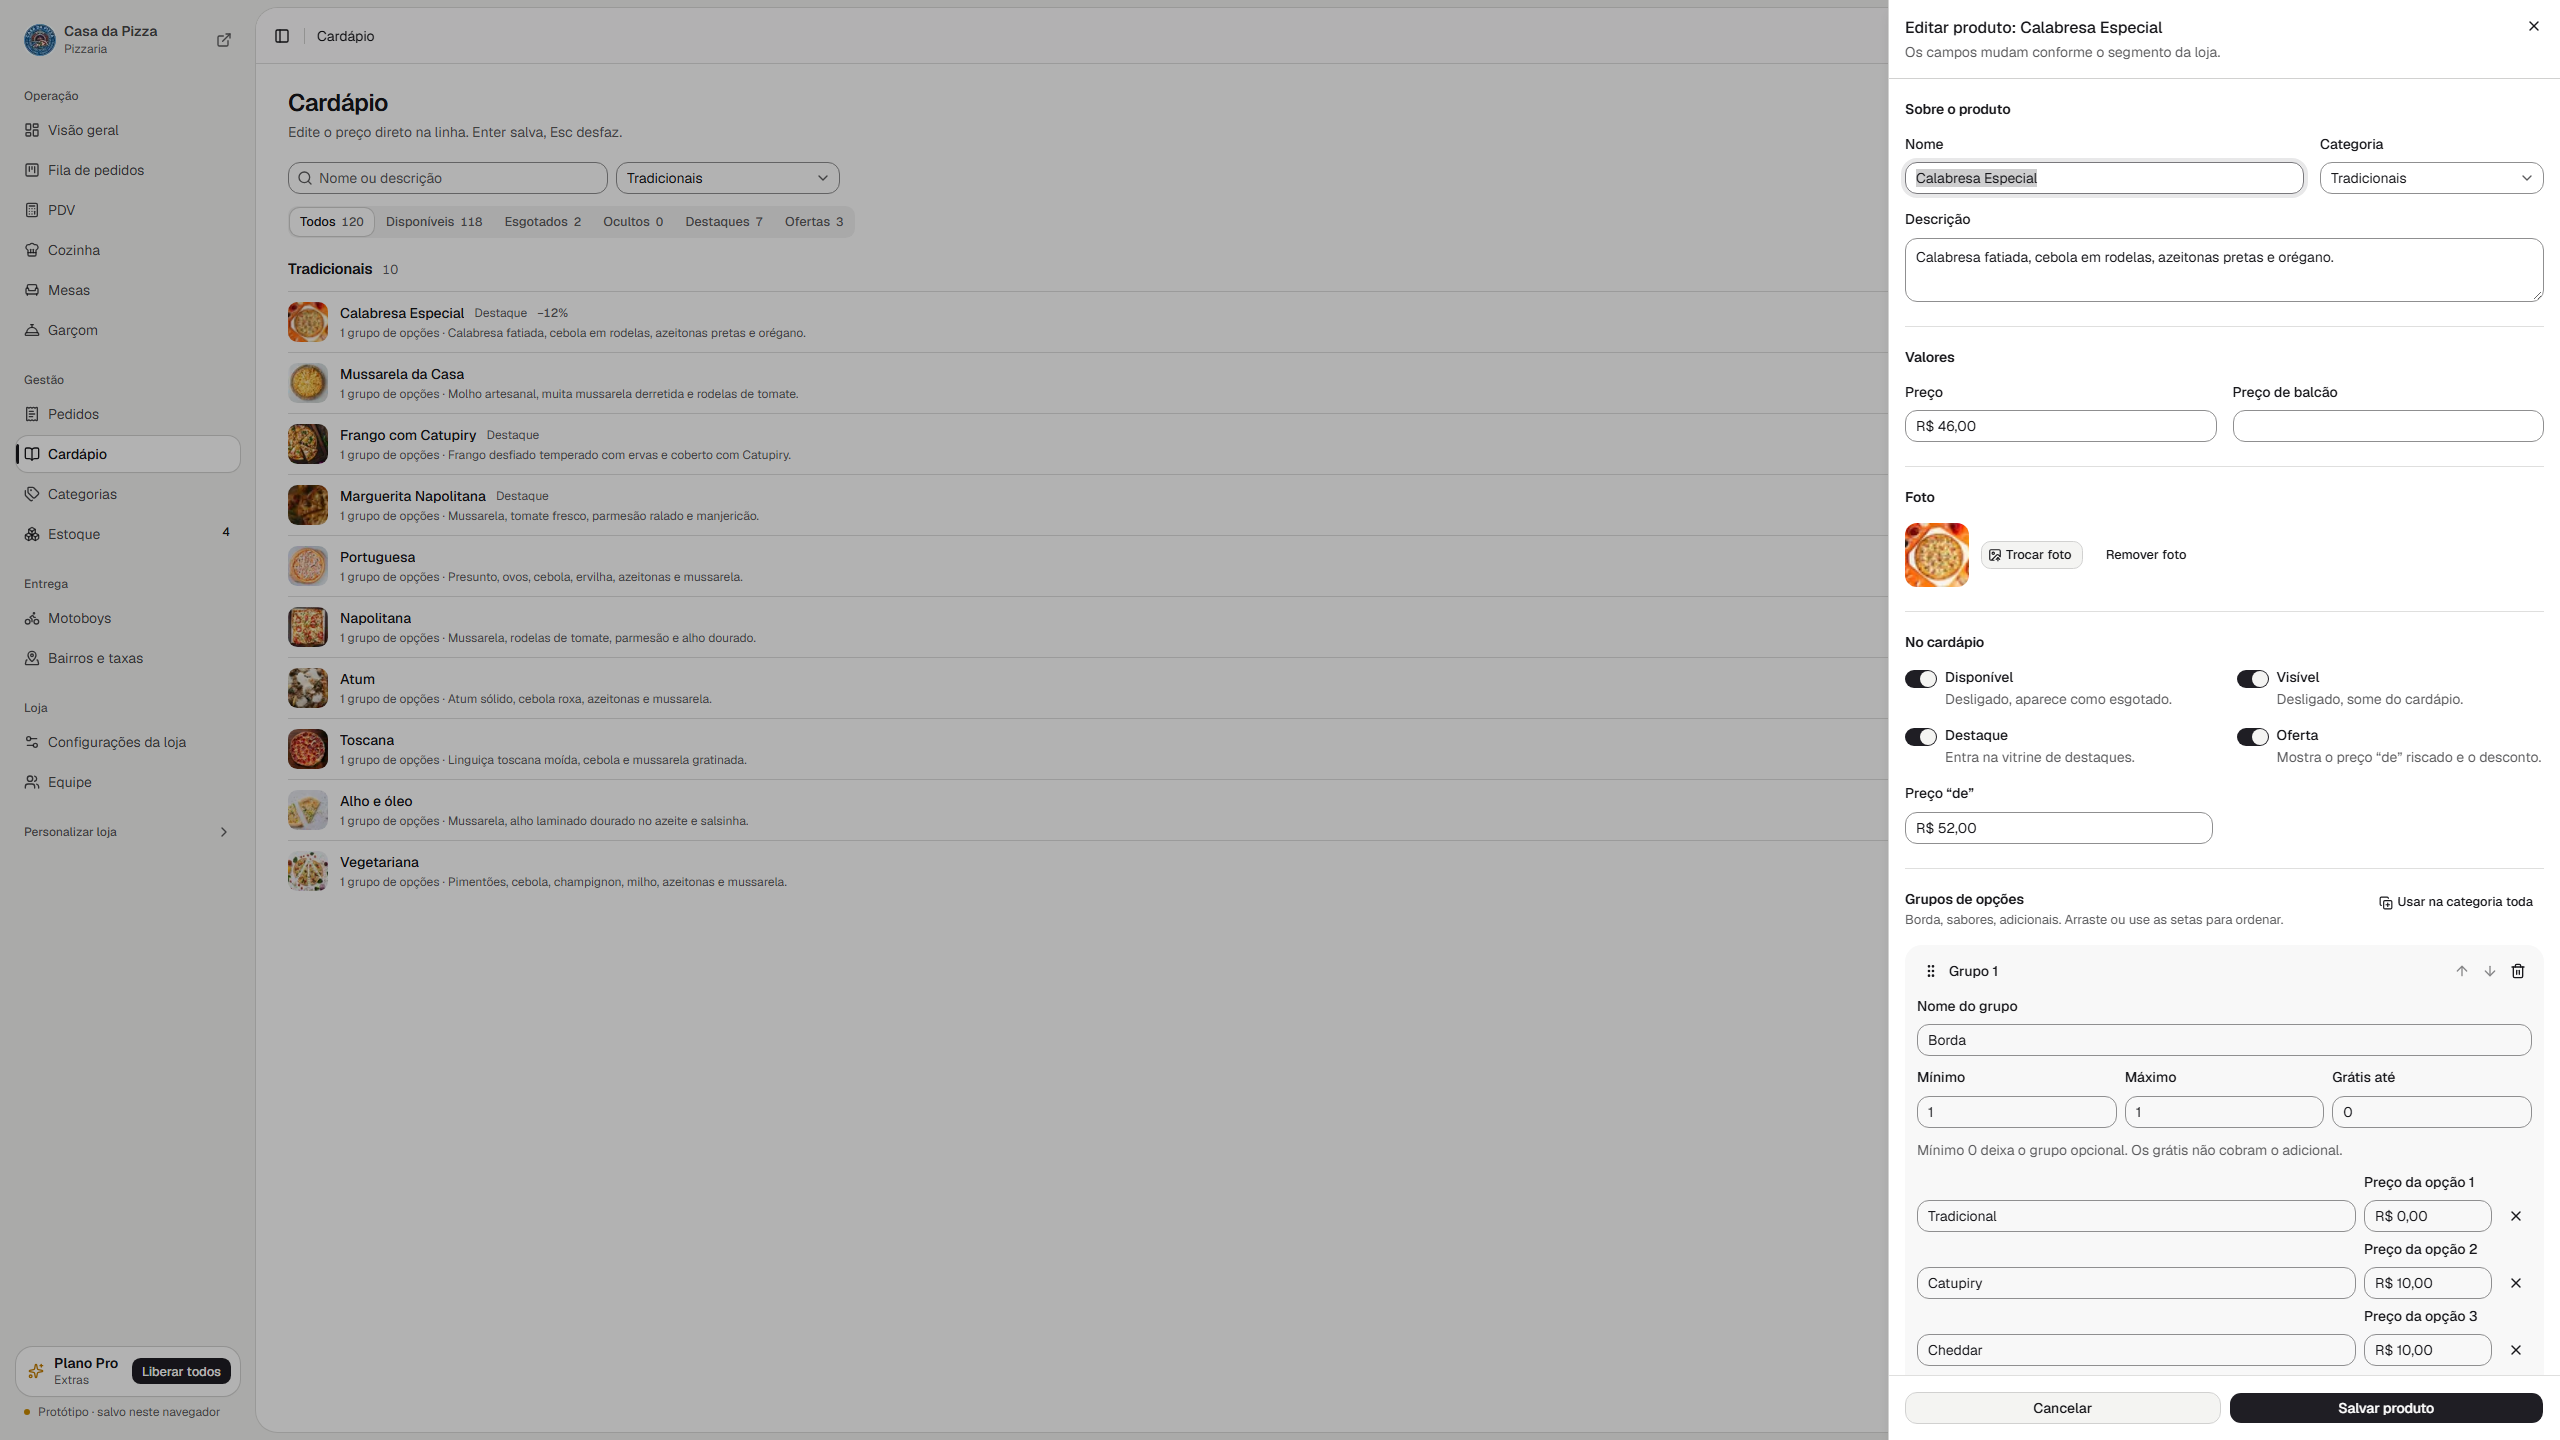 Casa da Pizza
Pizzaria
Operação
Visão geral
Fila de pedidos
PDV
Cozinha
Mesas
Garçom
Gestão
Pedidos
Cardápio
Categorias
Estoque 4
Entrega
Motoboys
Bairros e taxas
Loja
Configurações da loja
Equipe
Personalizar loja
Plano Pro
Extras
Liberar todos
Protótipo · salvo neste navegador
Cardápio
Cardápio
Edite o preço direto na linha. Enter salva, Esc desfaz.
Nome ou descrição
Tradicionais
Todos 120 Disponíveis 118 Esgotados 2 Ocultos 0 Destaques 7 Ofertas 3
Tradicionais 10
Calabresa Especial Destaque −12%
1 grupo de opções · Calabresa fatiada, cebola em rodelas, azeitonas pretas e orégano.
Mussarela da Casa
1 grupo de opções · Molho artesanal, muita mussarela derretida e rodelas de tomate.
Frango com Catupiry Destaque
1 grupo de opções · Frango desfiado temperado com ervas e coberto com Catupiry.
Marguerita Napolitana Destaque
1 grupo de opções · Mussarela, tomate fresco, parmesão ralado e manjericão.
Portuguesa
1 grupo de opções · Presunto, ovos, cebola, ervilha, azeitonas e mussarela.
Napolitana
1 grupo de opções · Mussarela, rodelas de tomate, parmesão e alho dourado.
Atum
1 grupo de opções · Atum sólido, cebola roxa, azeitonas e mussarela.
Toscana
1 grupo de opções · Linguiça toscana moída, cebola e mussarela gratinada.
Alho e óleo
1 grupo de opções · Mussarela, alho laminado dourado no azeite e salsinha.
Vegetariana
1 grupo de opções · Pimentões, cebola, champignon, milho, azeitonas e mussarela.
Editar produto: Calabresa Especial
Os campos mudam conforme o segmento da loja.
Sobre o produto
Nome Categoria
Calabresa Especial Tradicionais
Descrição
Calabresa fatiada, cebola em rodelas, azeitonas pretas e orégano.
Valores
Preço Preço de balcão
R$ 46,00
Foto
Trocar foto Remover foto
No cardápio
Disponível Visível
Desligado, aparece como esgotado. Desligado, some do cardápio.
Destaque Oferta
Entra na vitrine de destaques. Mostra o preço “de” riscado e o desconto.
Preço “de”
R$ 52,00
Grupos de opções
Usar na categoria toda
Borda, sabores, adicionais. Arraste ou use as setas para ordenar.
Grupo 1
Nome do grupo
Borda
Mínimo Máximo Grátis até
1 1 0
Mínimo 0 deixa o grupo opcional. Os grátis não cobram o adicional.
Preço da opção 1
Tradicional R$ 0,00
Preço da opção 2
Catupiry R$ 10,00
Preço da opção 3
Cheddar R$ 10,00
Cancelar Salvar produto